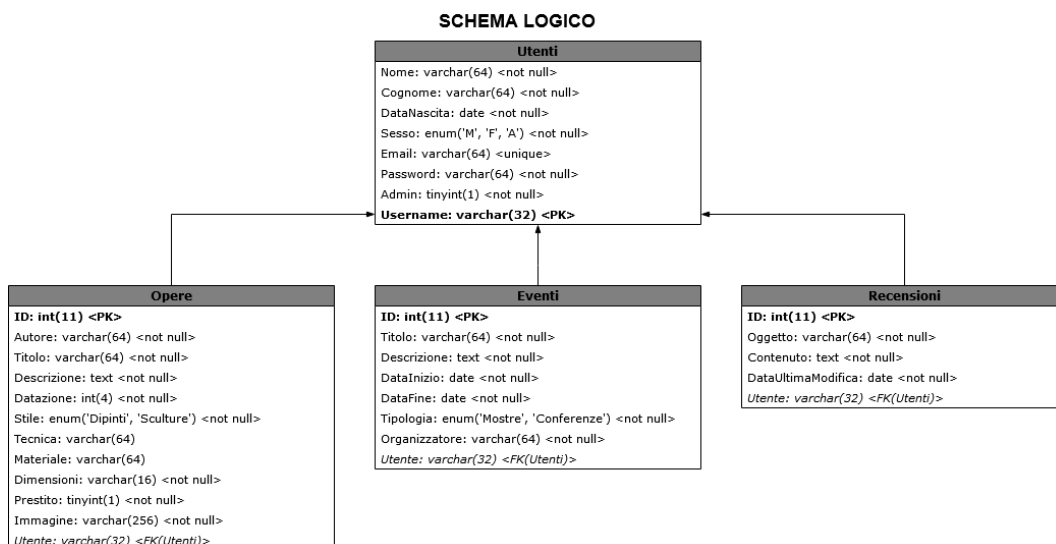 SCHEMA LOGICO
Utenti
Nome: varchar(64) <not null>
Cognome: varchar(64) <not null>
DataNascita: date <not null>
Sesso: enum('M', 'F', 'A') <not null>
Email: varchar(64) <unique>
Password: varchar(64) <not null>
Admin: tinyint(1) <not null>
Username: varchar(32) <PK>
Opere
ID: int(11) <PK>
Autore: varchar(64) <not null>
Titolo: varchar(64) <not null>
Descrizione: text <not null>
Datazione: int(4) <not null>
Stile: enum('Dipinti', 'Sculture') <not null>
Tecnica: varchar(64)
Materiale: varchar(64)
Dimensioni: varchar(16) <not null>
Prestito: tinyint(1) <not null>
Immagine: varchar(256) <not null>
Utente: varchar(32) <FK(Utenti)>
Eventi
ID: int(11) <PK>
Titolo: varchar(64) <not null>
Descrizione: text <not null>
DataInizio: date <not null>
DataFine: date <not null>
Tipologia: enum('Mostre', 'Conferenze') <not null>
Organizzatore: varchar(64) <not null>
Utente: varchar(32) <FK(Utenti)>
Recensioni
ID: int(11) <PK>
Oggetto: varchar(64) <not null>
Contenuto: text <not null>
DataUltimaModifica: date <not null>
Utente: varchar(32) <FK(Utenti)>